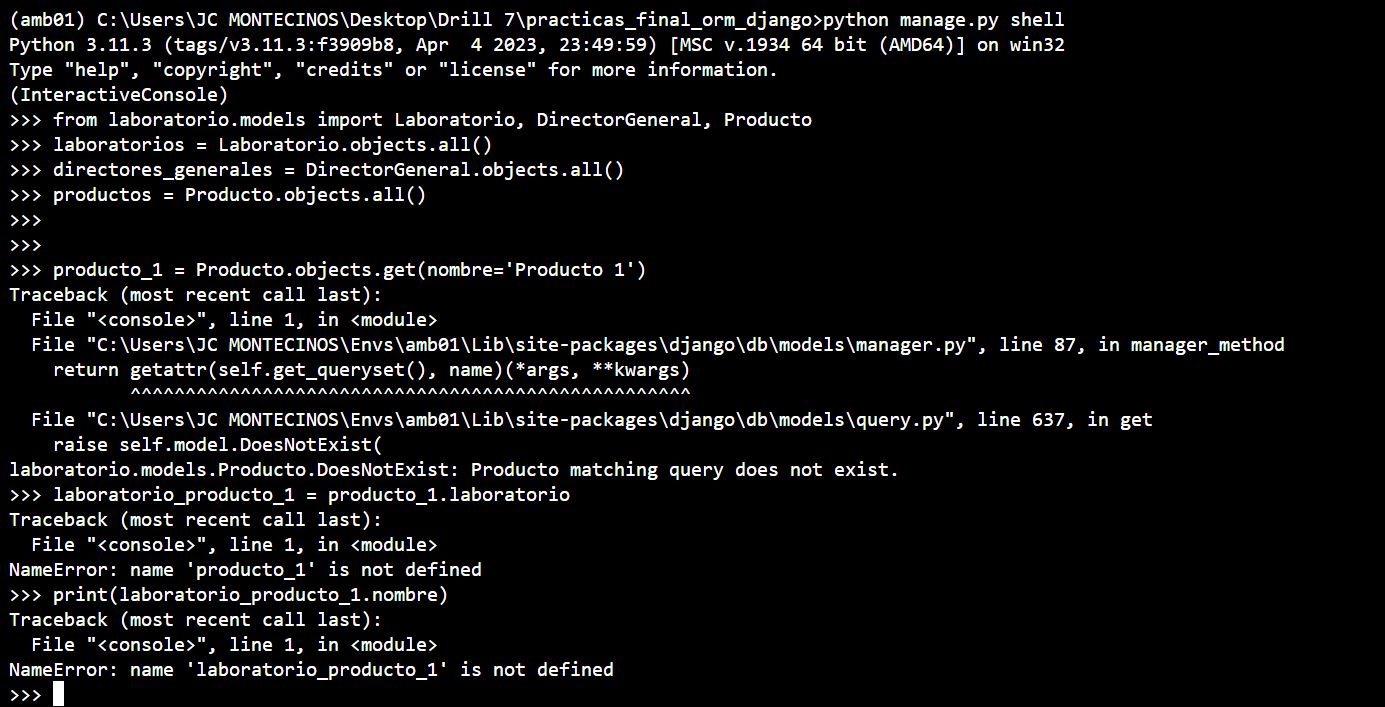 (amb01) C:\Users\JC MONTECINOS\Desktop\Drill 7\practicas_final_orm_django>python manage.py shell
Python 3.11.3 (tags/v3.11.3:f3909b8, Apr  4 2023, 23:49:59) [MSC v.1934 64 bit (AMD64)] on win32
Type "help", "copyright", "credits" or "license" for more information.
(InteractiveConsole)
>>> from laboratorio.models import Laboratorio, DirectorGeneral, Producto
>>> laboratorios = Laboratorio.objects.all()
>>> directores_generales = DirectorGeneral.objects.all()
>>> productos = Producto.objects.all()
>>>
>>>
>>> producto_1 = Producto.objects.get(nombre='Producto 1')
Traceback (most recent call last):
  File "<console>", line 1, in <module>
  File "C:\Users\JC MONTECINOS\Envs\amb01\Lib\site-packages\django\db\models\manager.py", line 87, in manager_method
    return getattr(self.get_queryset(), name)(*args, **kwargs)
           ^^^^^^^^^^^^^^^^^^^^^^^^^^^^^^^^^^^^^^^^^^^^^^^^^^^
  File "C:\Users\JC MONTECINOS\Envs\amb01\Lib\site-packages\django\db\models\query.py", line 637, in get
    raise self.model.DoesNotExist(
laboratorio.models.Producto.DoesNotExist: Producto matching query does not exist.
>>> laboratorio_producto_1 = producto_1.laboratorio
Traceback (most recent call last):
  File "<console>", line 1, in <module>
NameError: name 'producto_1' is not defined
>>> print(laboratorio_producto_1.nombre)
Traceback (most recent call last):
  File "<console>", line 1, in <module>
NameError: name 'laboratorio_producto_1' is not defined
>>>